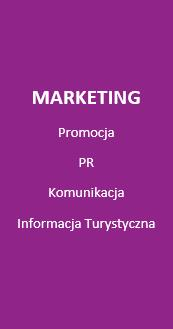 MARKETING
Promocja
PR
Komunikacja
Informacja Turystyczna